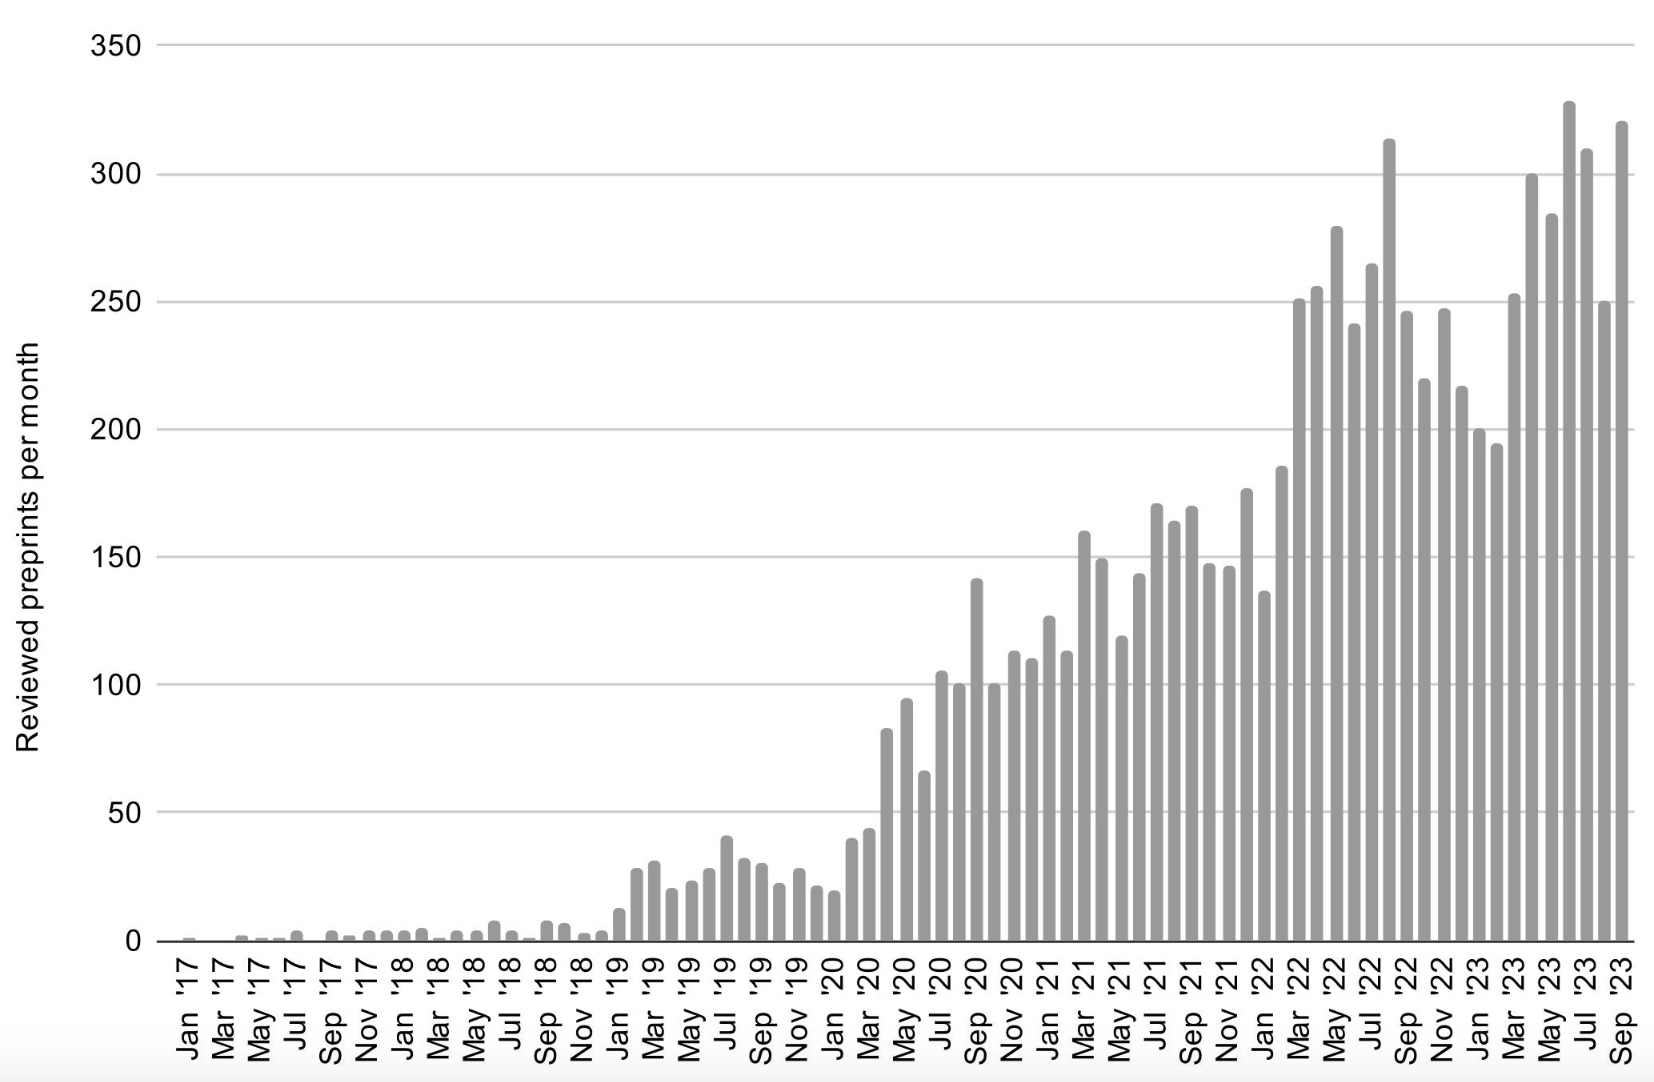 350
300
250
200
150
100
50
0
Reviewed preprints per month
Jan '17
Mar '17
May '17
Jul '17
Sep '17
Nov '17
Jan '18
Mar '18
May '18
Jul '18
Sep '18
Nov '18
Jan '19
Mar '19
May '19
Jul '19
Sep '19
Nov '19
Jan '20
Mar '20
May '20
Jul '20
Sep '20
Nov '20
Jan '21
Mar '21
May '21
Jul '21
Sep '21
Nov '21
Jan '22
Mar '22
May '22
Jul '22
Sep '22
Nov '22
Jan '23
Mar '23
May '23
Jul '23
Sep '23